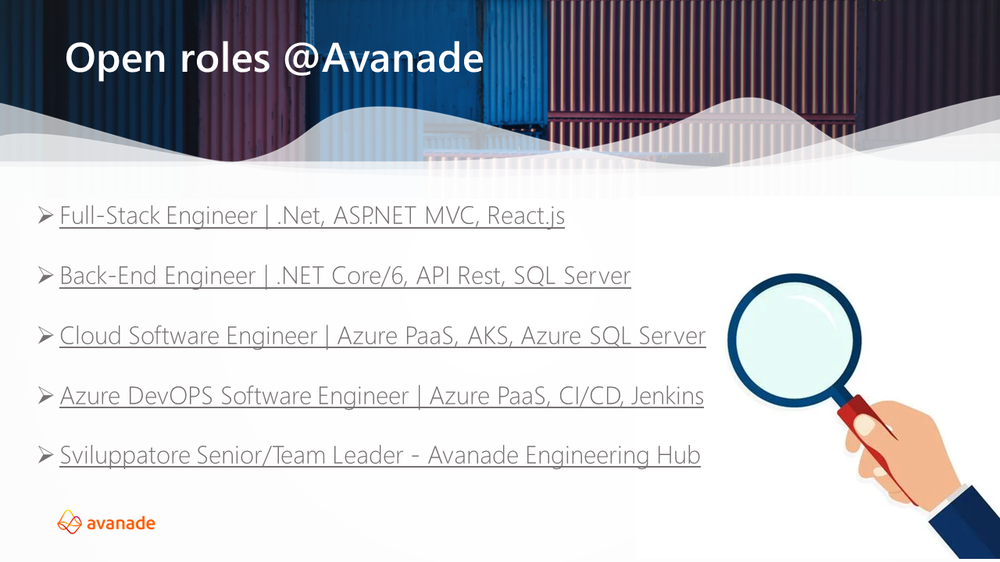 Open roles @Avanade
Full-Stack Engineer | .Net, ASP.NET MVC, React.js
Back-End Engineer | .NET Core/6, API Rest, SQL Server
Cloud Software Engineer | Azure PaaS, AKS, Azure SQL Server
Azure DevOPS Software Engineer | Azure PaaS, CI/CD, Jenkins
Sviluppatore Senior/Team Leader - Avanade Engineering Hub
avanade